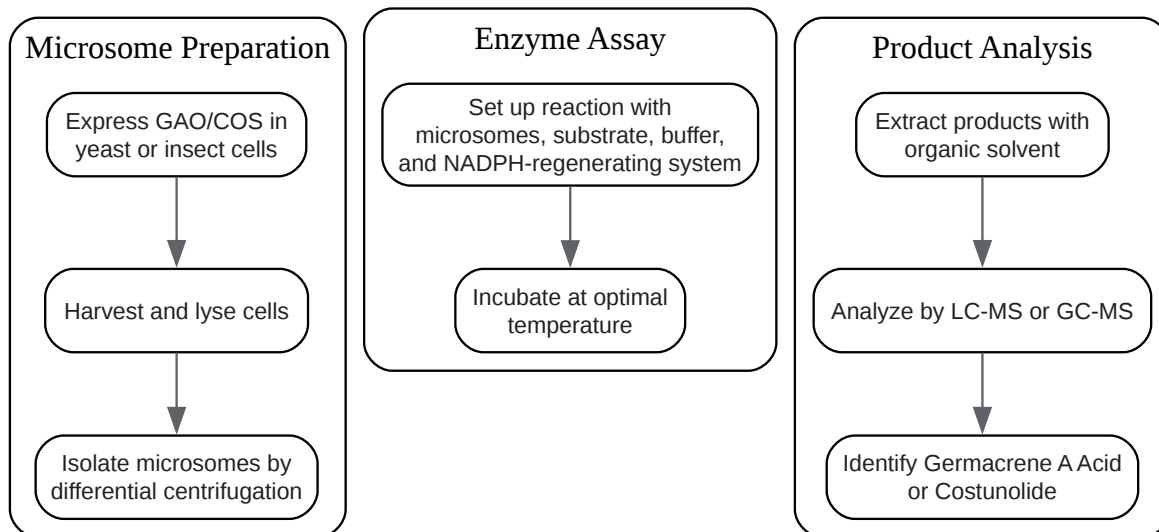 Microsome Preparation
Express GAO/COS in
yeast or insect cells
Harvest and lyse cells
Isolate microsomes by
differential centrifugation
Enzyme Assay
Set up reaction with
microsomes, substrate, buffer,
and NADPH-regenerating system
Incubate at optimal
temperature
Product Analysis
Extract products with
organic solvent
Analyze by LC-MS or GC-MS
Identify Germacrene A Acid
or Costunolide